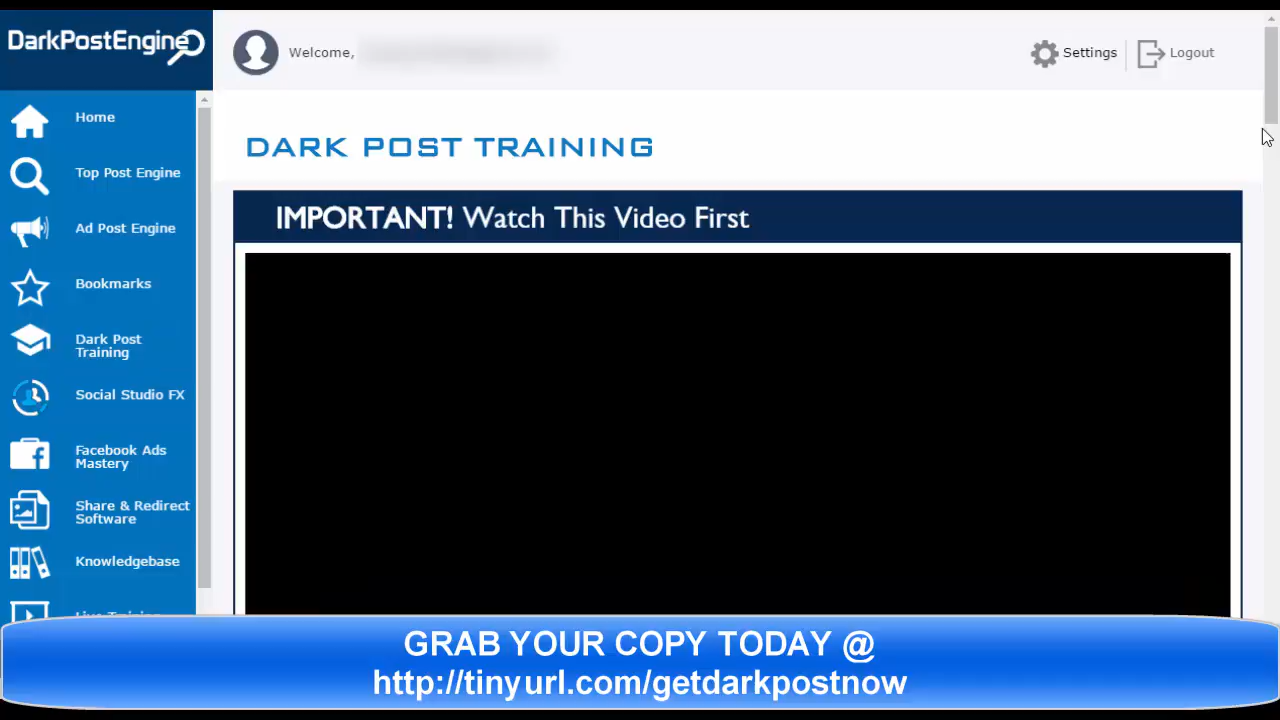 DarkPostEngine
Welcome,
Settings
Logout
Home
Top Post Engine
Ad Post Engine
Bookmarks
Dark Post
Training
Social Studio FX
Facebook Ads
Mastery
Share & Redirect
Software
Knowledgebase
Live Training
DARK POST TRAINING
IMPORTANT! Watch This Video First
GRAB YOUR COPY TODAY @
http://tinyurl.com/getdarkpostnow